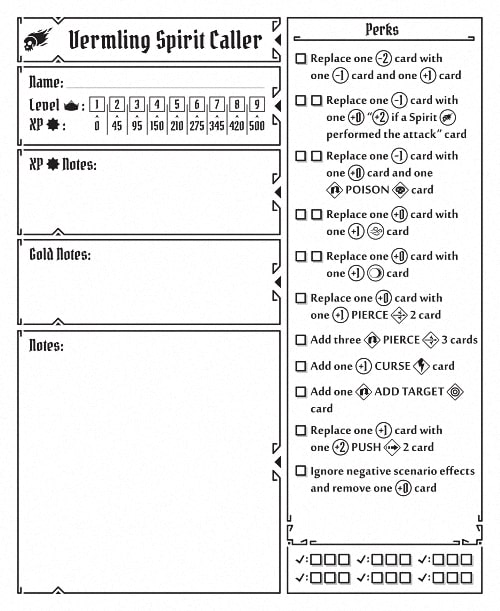 Vermling Spirit Caller
Name:
Level :
1 2 3 4 5 6 7 8 9
XP :
0 45 95 150 210 275 345 420 500
XP Notes:
Gold Notes:
Notes:
Perks
Replace one -2 card with
one -1 card and one +1 card
Replace one -1 card with
one +0 “+2 if a Spirit
performed the attack” card
Replace one -1 card with
one +0 card and one
POISON card
Replace one +0 card with
one +1 card
Replace one +0 card with
one +1 card
Replace one +0 card with
one +1 PIERCE 2 card
Add three PIERCE 3 cards
Add one +1 CURSE card
Add one ADD TARGET
card
Replace one +1 card with
one +2 PUSH 2 card
Ignore negative scenario effects
and remove one +0 card
✓: ✓: ✓:
✓: ✓: ✓: